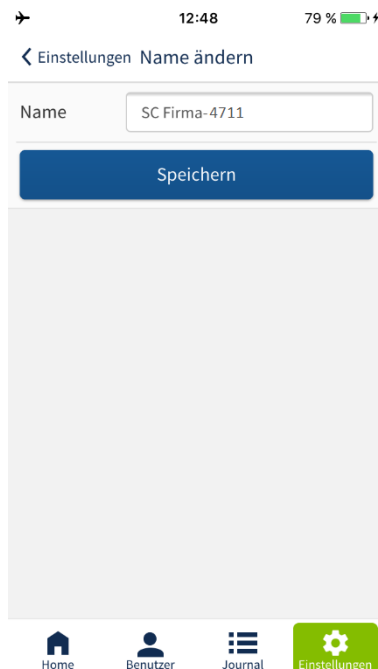 12:48 79 %
Einstellungen Name ändern
Name SC Firma-4711
Speichern
Home Benutzer Journal Einstellungen